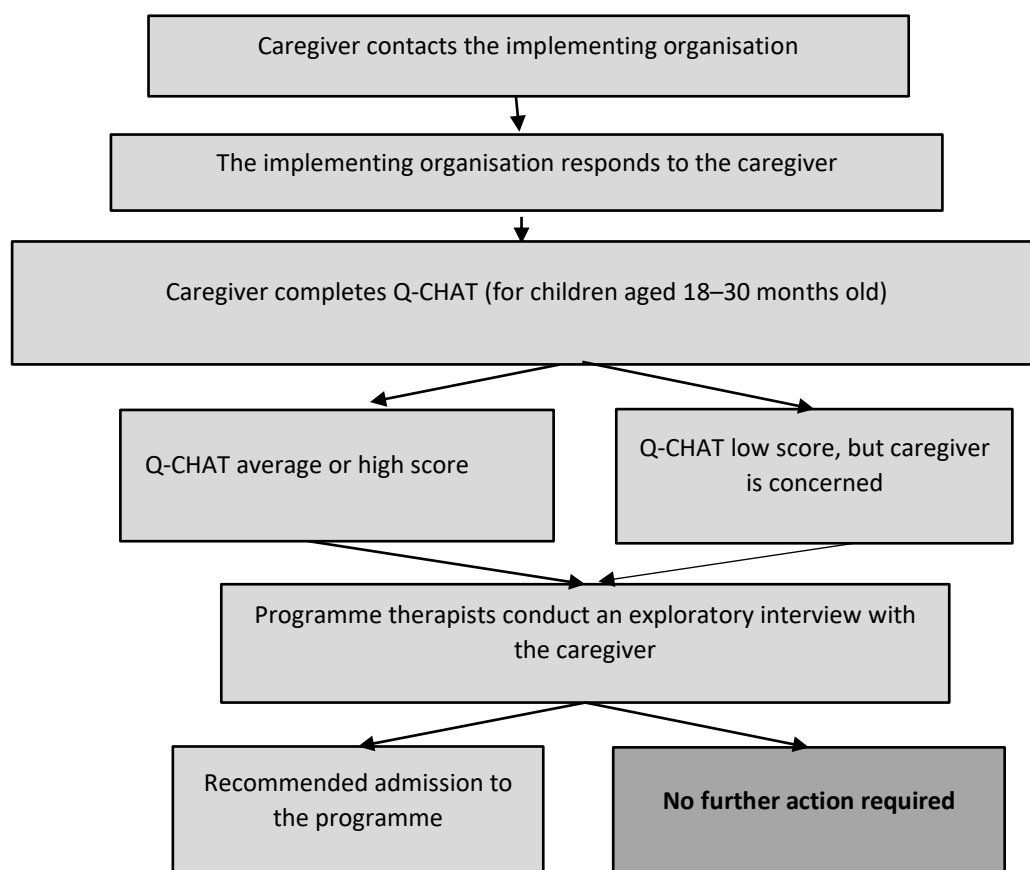 Caregiver contacts the implementing organisation
The implementing organisation responds to the caregiver
Caregiver completes Q-CHAT (for children aged 18–30 months old)
Q-CHAT average or high score
Q-CHAT low score, but caregiver
is concerned
Programme therapists conduct an exploratory interview with
the caregiver
Recommended admission to
the programme
No further action required